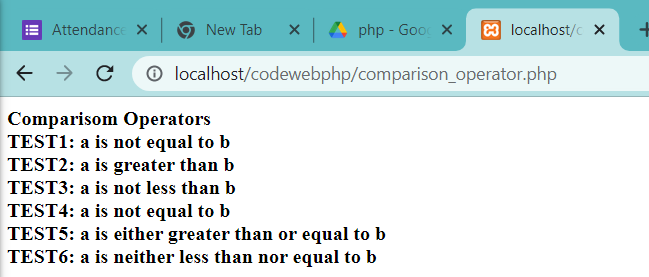 Attendance
New Tab
php - Goo
localhost/c
localhost/codewebphp/comparison_operator.php
Comparisom Operators
TEST1: a is not equal to b
TEST2: a is greater than b
TEST3: a is not less than b
TEST4: a is not equal to b
TEST5: a is either greater than or equal to b
TEST6: a is neither less than nor equal to b